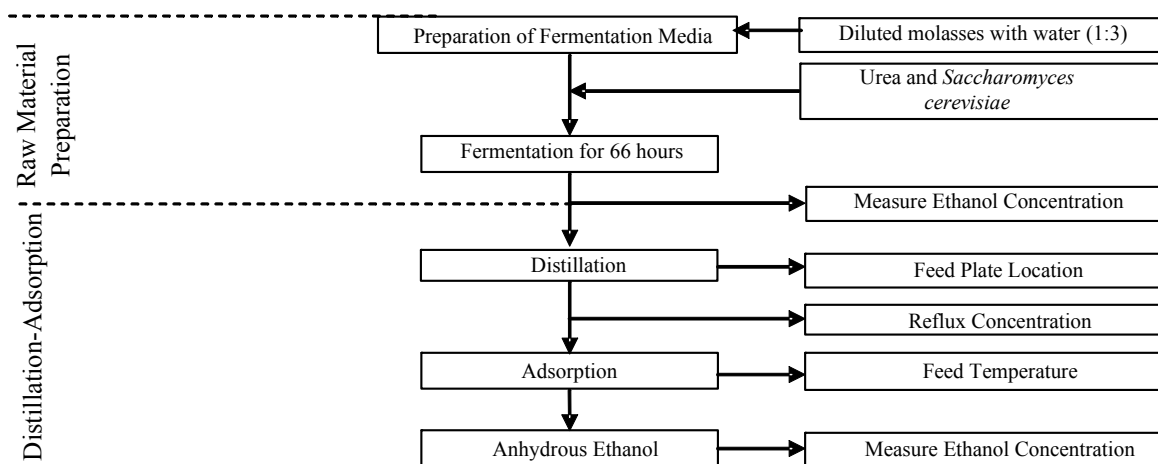 Raw Material
Preparation
Preparation of Fermentation Media
Diluted molasses with water (1:3)
Urea and Saccharomyces
cerevisiae
Fermentation for 66 hours
Measure Ethanol Concentration
Distillation-Adsorption
Distillation
Feed Plate Location
Reflux Concentration
Adsorption
Feed Temperature
Anhydrous Ethanol
Measure Ethanol Concentration